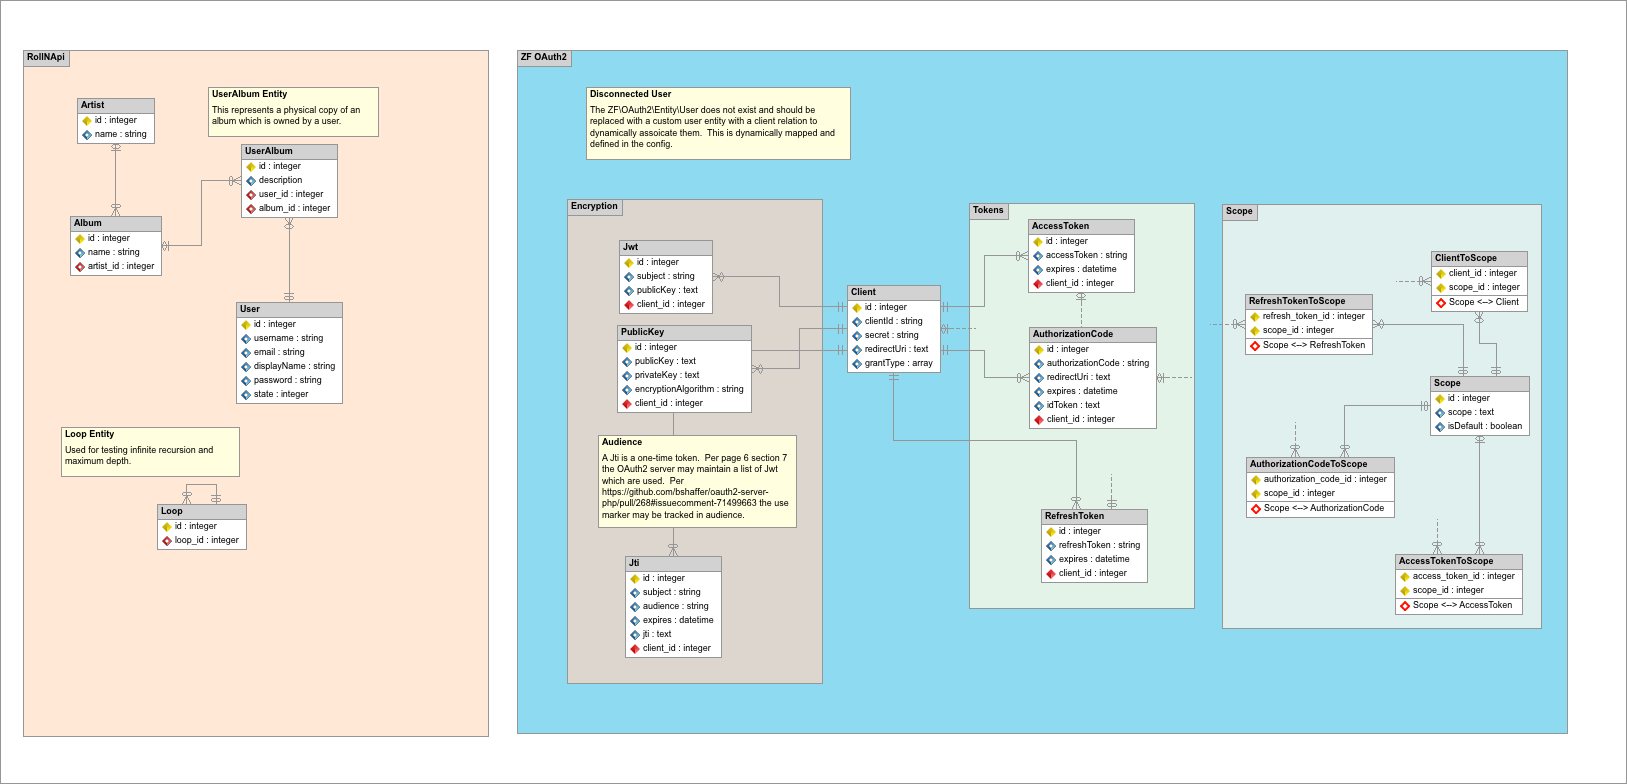 RollNApi
Artist
id : integer
name : string
UserAlbum Entity
This represents a physical copy of an
album which is owned by a user.
UserAlbum
id : integer
description
user_id : integer
album_id : integer
Album
id : integer
name : string
artist_id : integer
User
id : integer
username : string
email : string
displayName : string
password : string
state : integer
Loop Entity
Used for testing infinite recursion and
maximum depth.
Loop
id : integer
loop_id : integer
ZF OAuth2
Disconnected User
The ZF\OAuth2\Entity\User does not exist and should be
replaced with a custom user entity with a client relation to
dynamically assoicate them.  This is dynamically mapped and
defined in the config.
Encryption
Jwt
id : integer
subject : string
publicKey : text
client_id : integer
PublicKey
id : integer
publicKey : text
privateKey : text
encryptionAlgorithm : string
client_id : integer
Audience
A Jti is a one-time token.  Per page 6 section 7
the OAuth2 server may maintain a list of Jwt
which are used.  Per
https://github.com/bshaffer/oauth2-server-
php/pull/268#issuecomment-71499663 the use
marker may be tracked in audience.
Jti
id : integer
subject : string
audience : string
expires : datetime
jti : text
client_id : integer
Client
id : integer
clientId : string
secret : string
redirectUri : text
grantType : array
Tokens
AccessToken
id : integer
accessToken : string
expires : datetime
client_id : integer
AuthorizationCode
id : integer
authorizationCode : string
redirectUri : text
expires : datetime
idToken : text
client_id : integer
RefreshToken
id : integer
refreshToken : string
expires : datetime
client_id : integer
Scope
ClientToScope
client_id : integer
scope_id : integer
Scope <--> Client
RefreshTokenToScope
refresh_token_id : integer
scope_id : integer
Scope <--> RefreshToken
Scope
id : integer
scope : text
isDefault : boolean
AuthorizationCodeToScope
authorization_code_id : integer
scope_id : integer
Scope <--> AuthorizationCode
AccessTokenToScope
access_token_id : integer
scope_id : integer
Scope <--> AccessToken